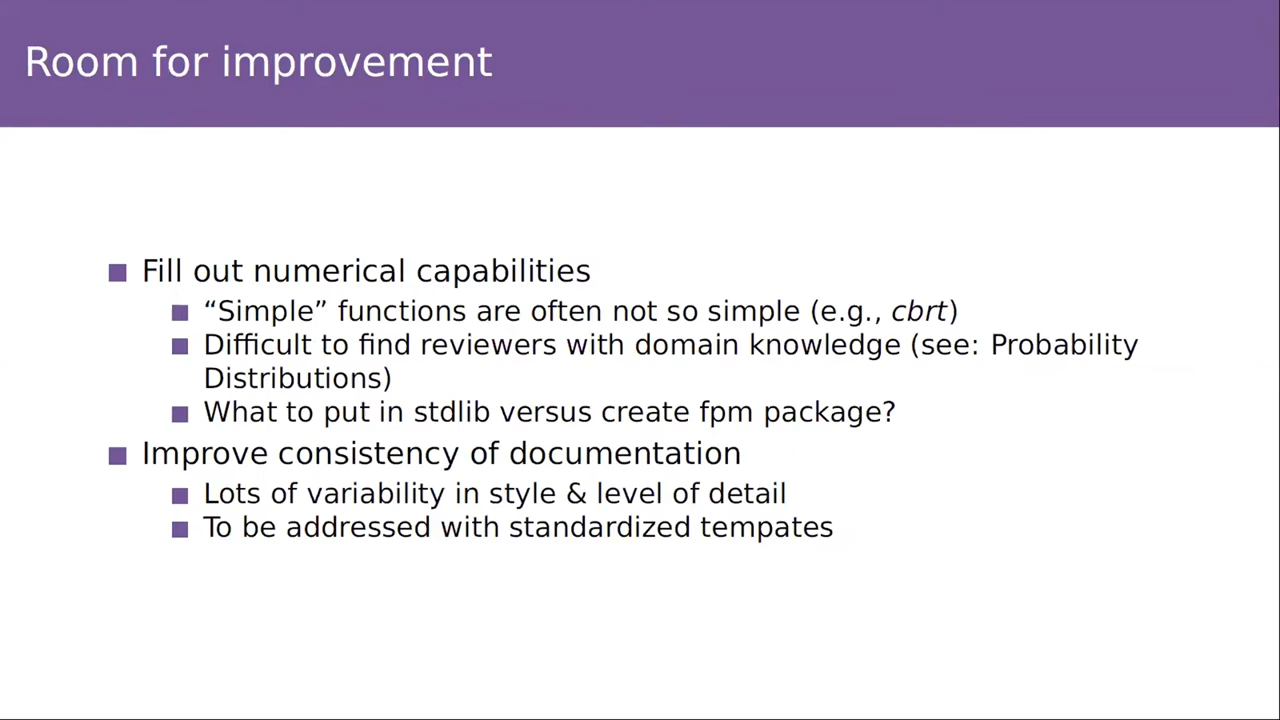 Room for improvement
Fill out numerical capabilities
“Simple” functions are often not so simple (e.g., cbrt)
Difficult to find reviewers with domain knowledge (see: Probability
Distributions)
What to put in stdlib versus create fpm package?
Improve consistency of documentation
Lots of variability in style & level of detail
To be addressed with standardized tempates